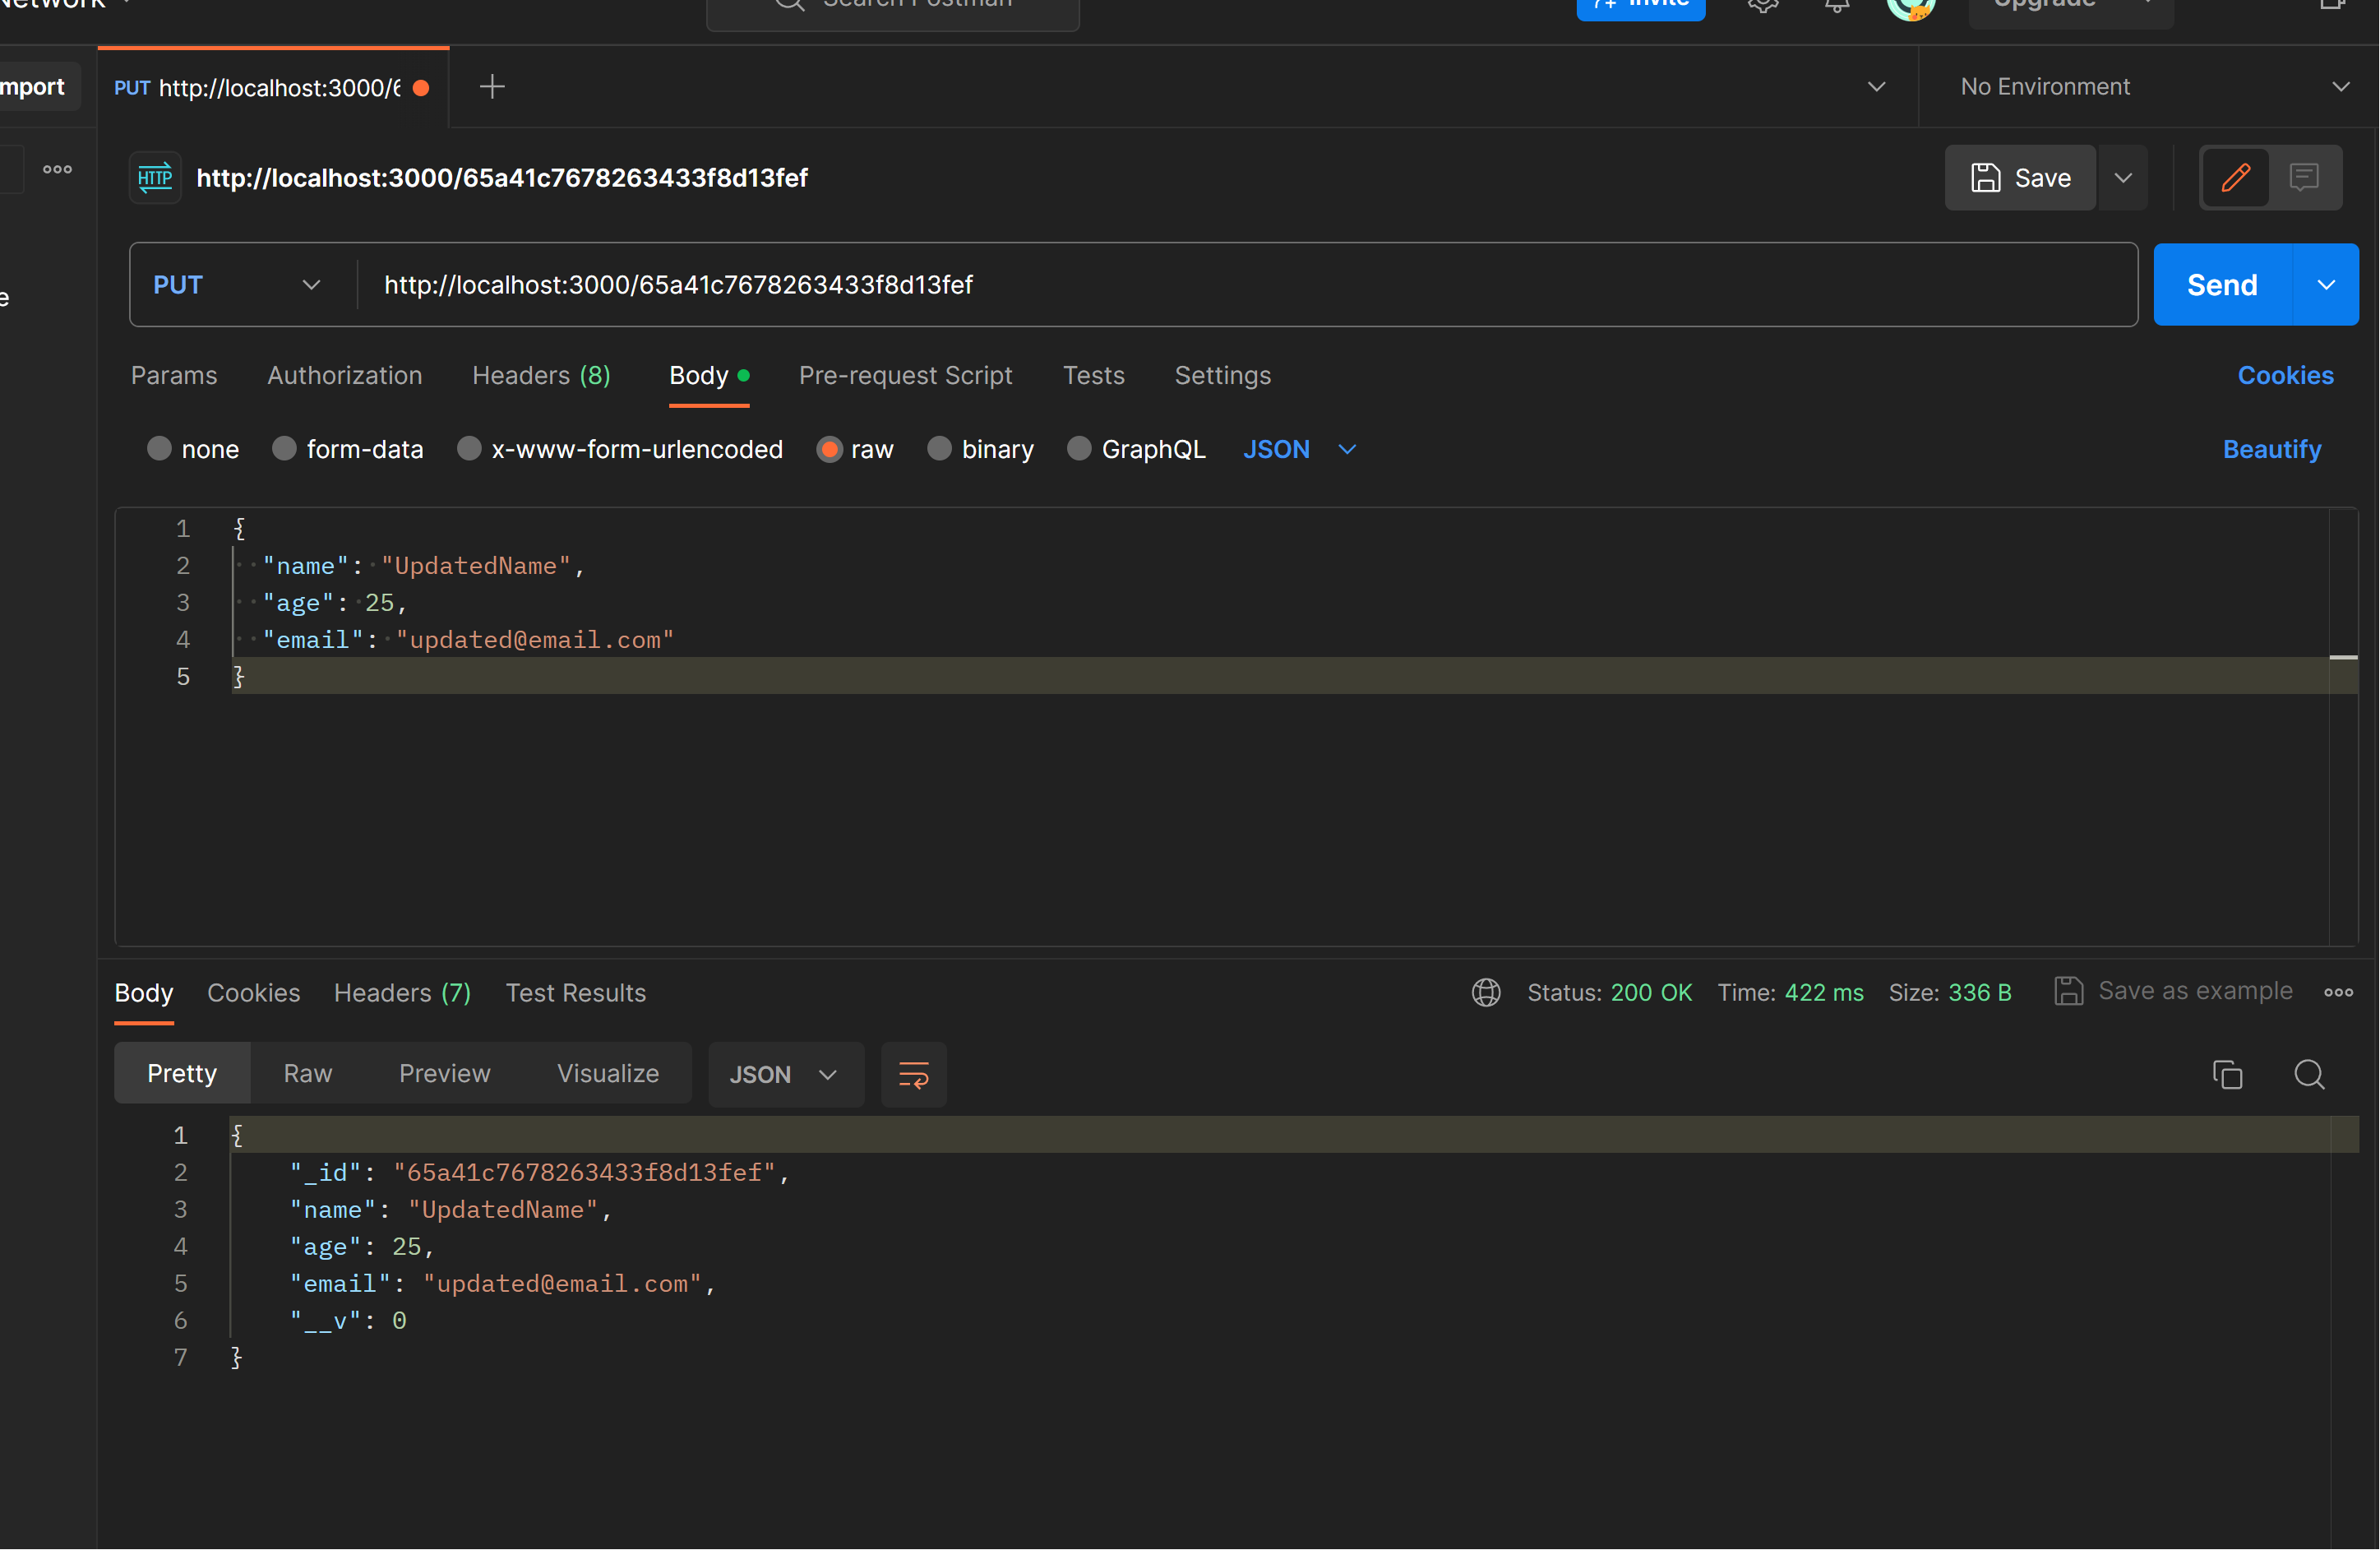 Network
Search Postman
Invite
Upgrade
Import
PUT http://localhost:3000/6
No Environment
HTTP
http://localhost:3000/65a41c7678263433f8d13fef
Save
PUT
http://localhost:3000/65a41c7678263433f8d13fef
Send
Params Authorization Headers (8) Body Pre-request Script Tests Settings Cookies
none form-data x-www-form-urlencoded raw binary GraphQL JSON Beautify
1 {
2 "name": "UpdatedName",
3 "age": 25,
4 "email": "updated@email.com"
5 }
Body Cookies Headers (7) Test Results Status: 200 OK Time: 422 ms Size: 336 B Save as example
Pretty Raw Preview Visualize JSON
1 {
2 "_id": "65a41c7678263433f8d13fef",
3 "name": "UpdatedName",
4 "age": 25,
5 "email": "updated@email.com",
6 "__v": 0
7 }